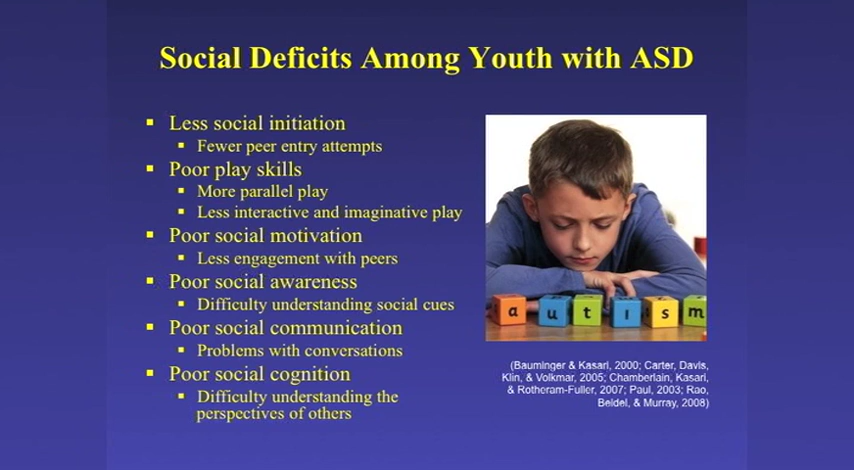 Social Deficits Among Youth with ASD
Less social initiation
Fewer peer entry attempts
Poor play skills
More parallel play
Less interactive and imaginative play
Poor social motivation
Less engagement with peers
Poor social awareness
Difficulty understanding social cues
Poor social communication
Problems with conversations
Poor social cognition
Difficulty understanding the
perspectives of others
a u t i s m
(Bauminger & Kasari, 2000; Carter, Davis,
Klin, & Volkmar, 2005; Chamberlain, Kasari,
& Rotheram-Fuller, 2007; Paul, 2003; Rao,
Beidel, & Murray, 2008)